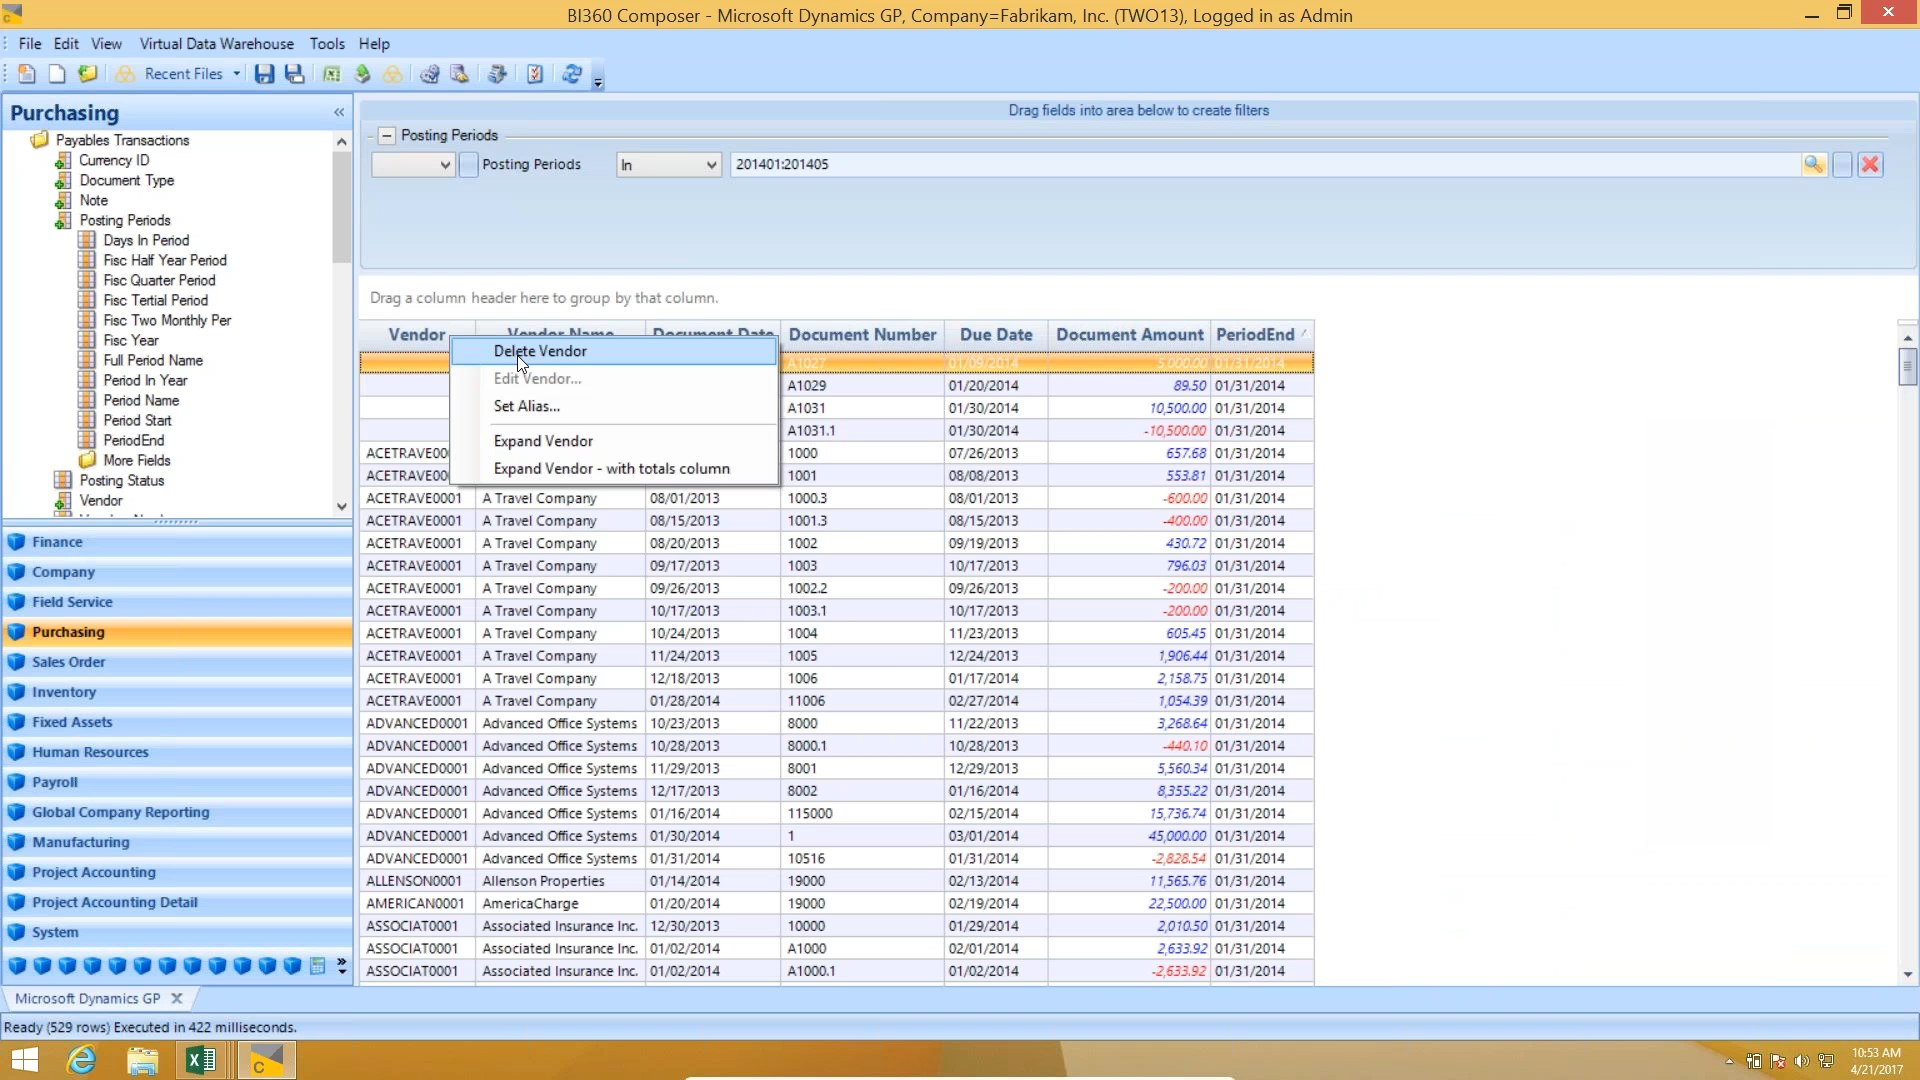 BI360 Composer - Microsoft Dynamics GP, Company=Fabrikam, Inc. (TWO13), Logged in as Admin
File Edit View Virtual Data Warehouse Tools Help
Recent Files
Purchasing
Payables Transactions
Currency ID
Document Type
Note
Posting Periods
Days In Period
Fisc Half Year Period
Fisc Quarter Period
Fisc Tertial Period
Fisc Two Monthly Per
Fisc Year
Full Period Name
Period In Year
Period Name
Period Start
PeriodEnd
More Fields
Posting Status
Vendor
Finance
Company
Field Service
Purchasing
Sales Order
Inventory
Fixed Assets
Human Resources
Payroll
Global Company Reporting
Manufacturing
Project Accounting
Project Accounting Detail
System
Drag fields into area below to create filters
Posting Periods
Posting Periods In 201401:201405
Drag a column header here to group by that column.
Vendor Vendor Name Document Date Document Number Due Date Document Amount PeriodEnd
A1027 01/09/2014 5,000.00 01/31/2014
A1029 01/20/2014 89.50 01/31/2014
A1031 01/30/2014 10,500.00 01/31/2014
A1031.1 01/30/2014 -10,500.00 01/31/2014
ACETRAVE00 1000 07/26/2013 657.68 01/31/2014
ACETRAVE00 1001 08/08/2013 553.81 01/31/2014
Delete Vendor
Edit Vendor...
Set Alias...
Expand Vendor
Expand Vendor - with totals column
ACETRAVE0001 A Travel Company 08/01/2013 1000.3 08/01/2013 -600.00 01/31/2014
ACETRAVE0001 A Travel Company 08/15/2013 1001.3 08/15/2013 -400.00 01/31/2014
ACETRAVE0001 A Travel Company 08/20/2013 1002 09/19/2013 430.72 01/31/2014
ACETRAVE0001 A Travel Company 09/17/2013 1003 10/17/2013 796.03 01/31/2014
ACETRAVE0001 A Travel Company 09/26/2013 1002.2 09/26/2013 -200.00 01/31/2014
ACETRAVE0001 A Travel Company 10/17/2013 1003.1 10/17/2013 -200.00 01/31/2014
ACETRAVE0001 A Travel Company 10/24/2013 1004 11/23/2013 605.45 01/31/2014
ACETRAVE0001 A Travel Company 11/24/2013 1005 12/24/2013 1,906.44 01/31/2014
ACETRAVE0001 A Travel Company 12/18/2013 1006 01/17/2014 2,158.75 01/31/2014
ACETRAVE0001 A Travel Company 01/28/2014 11006 02/27/2014 1,054.39 01/31/2014
ADVANCED0001 Advanced Office Systems 10/23/2013 8000 11/22/2013 3,268.64 01/31/2014
ADVANCED0001 Advanced Office Systems 10/28/2013 8000.1 10/28/2013 -440.10 01/31/2014
ADVANCED0001 Advanced Office Systems 11/29/2013 8001 12/29/2013 5,560.34 01/31/2014
ADVANCED0001 Advanced Office Systems 12/17/2013 8002 01/16/2014 8,355.22 01/31/2014
ADVANCED0001 Advanced Office Systems 01/16/2014 115000 02/15/2014 15,736.74 01/31/2014
ADVANCED0001 Advanced Office Systems 01/30/2014 1 03/01/2014 45,000.00 01/31/2014
ADVANCED0001 Advanced Office Systems 01/31/2014 10516 01/31/2014 -2,828.54 01/31/2014
ALLENSON0001 Allenson Properties 01/14/2014 19000 02/13/2014 11,565.76 01/31/2014
AMERICAN0001 AmericaCharge 01/20/2014 19000 02/19/2014 22,500.00 01/31/2014
ASSOCIAT0001 Associated Insurance Inc. 12/30/2013 10000 01/29/2014 2,010.50 01/31/2014
ASSOCIAT0001 Associated Insurance Inc. 01/02/2014 A1000 02/01/2014 2,633.92 01/31/2014
ASSOCIAT0001 Associated Insurance Inc. 01/02/2014 A1000.1 01/02/2014 -2,633.92 01/31/2014
Microsoft Dynamics GP
Ready (529 rows) Executed in 422 milliseconds.
10:53 AM
4/21/2017